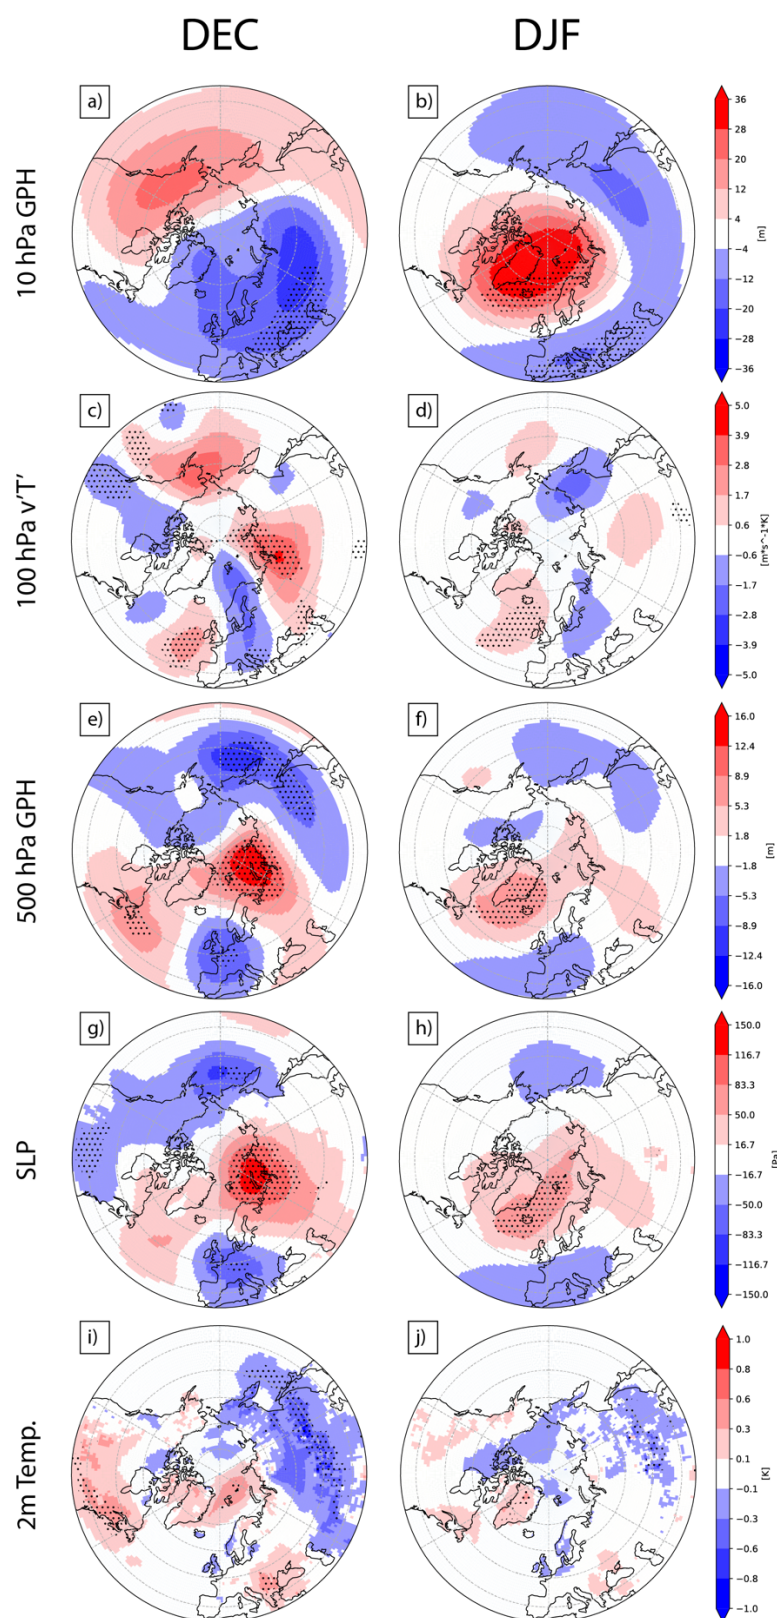 DEC DJF
10 hPa GPH
a)
b)
36
28
20
12
4
−4
−12
−20
−28
−36
[m]
100 hPa v'T'
c)
d)
5.0
3.9
2.8
1.7
0.6
−0.6
−1.7
−2.8
−3.9
−5.0
[m*s^-1*K]
500 hPa GPH
e)
f)
16.0
12.4
8.9
5.3
1.8
−1.8
−5.3
−8.9
−12.4
−16.0
[m]
SLP
g)
h)
150.0
116.7
83.3
50.0
16.7
−16.7
−50.0
−83.3
−116.7
−150.0
[Pa]
2m Temp.
i)
j)
1.0
0.8
0.6
0.3
0.1
−0.1
−0.3
−0.6
−0.8
−1.0
[K]